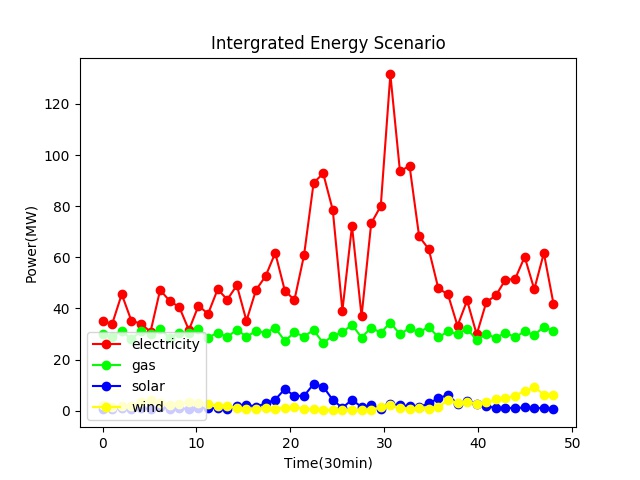 Intergrated Energy Scenario
Power(MW)
120
100
80
60
40
20
0
electricity
gas
solar
wind
0 10 20 30 40 50
Time(30min)